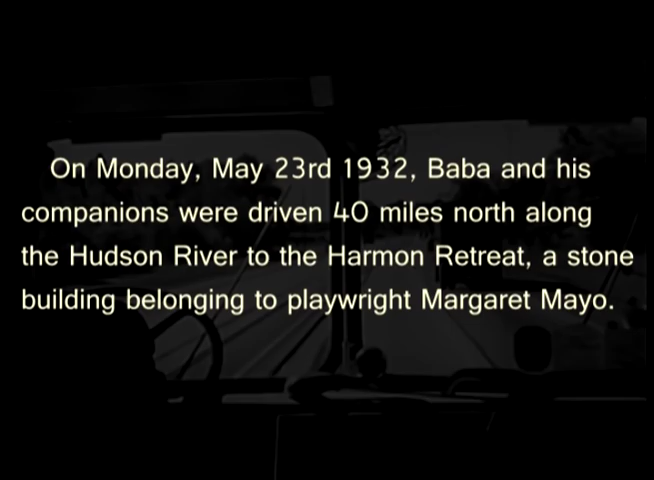 On Monday, May 23rd 1932, Baba and his
companions were driven 40 miles north along
the Hudson River to the Harmon Retreat, a stone
building belonging to playwright Margaret Mayo.